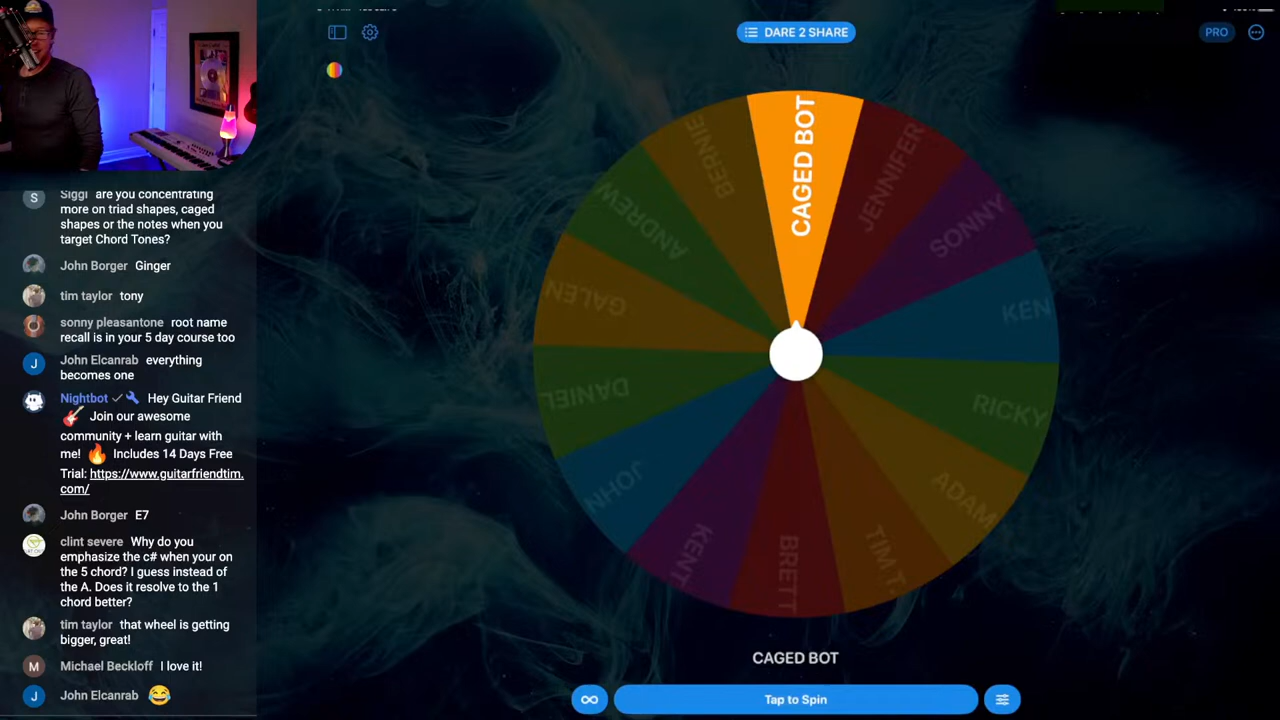 DARE 2 SHARE
PRO
Siggi are you concentrating
more on triad shapes, caged
shapes or the notes when you
target Chord Tones?
John Borger Ginger
tim taylor tony
sonny pleasantone root name
recall is in your 5 day course too
John Elcanrab everything
becomes one
Nightbot Hey Guitar Friend
🎸 Join our awesome
community + learn guitar with
me! 🔥 Includes 14 Days Free
Trial: https://www.guitarfriendtim.
com/
John Borger E7
clint severe Why do you
emphasize the c# when your on
the 5 chord? I guess instead of
the A. Does it resolve to the 1
chord better?
tim taylor that wheel is getting
bigger, great!
Michael Beckloff I love it!
John Elcanrab 😂
S
J
J
M
CAGED BOT
JENNIFER
SONNY
KEN
RICKY
ADAM
TIM T.
BRETT
KENT
JOHN
DANIEL
GALEN
ANDREW
BERNIE
CAGED BOT
Tap to Spin